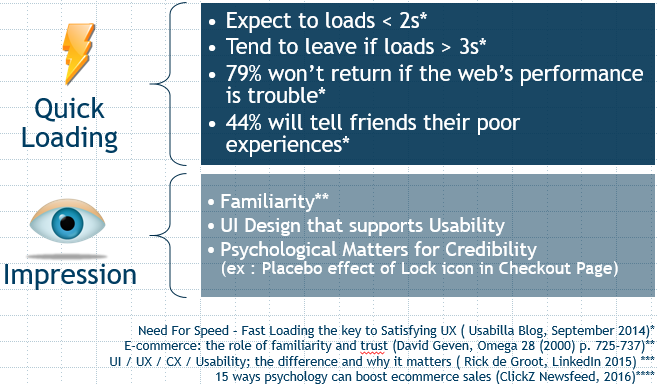 Quick
Loading
• Expect to loads < 2s*
• Tend to leave if loads > 3s*
• 79% won't return if the web's performance
is trouble*
• 44% will tell friends their poor
experiences*
Impression
• Familiarity**
• UI Design that supports Usability
• Psychological Matters for Credibility
(ex : Placebo effect of Lock icon in Checkout Page)
Need For Speed - Fast Loading the key to Satisfying UX ( Usabilla Blog, September 2014)*
E-commerce: the role of familiarity and trust (David Geven, Omega 28 (2000) p. 725-737)**
UI / UX / CX / Usability; the difference and why it matters ( Rick de Groot, LinkedIn 2015) ***
15 ways psychology can boost ecommerce sales (ClickZ Newsfeed, 2016)****